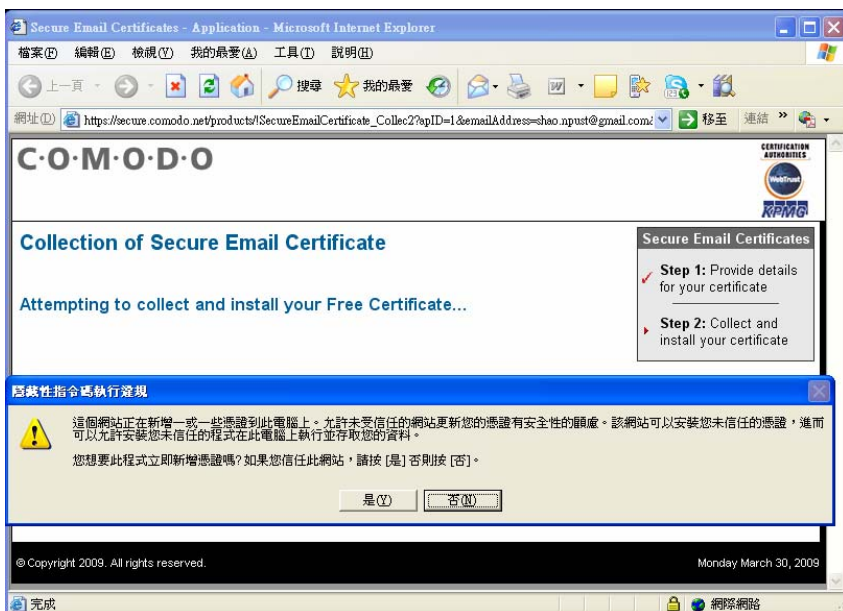 Secure Email Certificates - Application - Microsoft Internet Explorer
檔案(F) 編輯(E) 檢視(V) 我的最愛(A) 工具(T) 說明(H)
上一頁 搜尋 我的最愛
網址(D) https://secure.comodo.net/products/!SecureEmailCertificate_Collec2?apID=1&emailAddress=shao.npust@gmail.com& 移至 連結 »
C·O·M·O·D·O
CERTIFICATION AUTHORITIES
WebTrust
KPMG
Collection of Secure Email Certificate
Attempting to collect and install your Free Certificate...
Secure Email Certificates
Step 1: Provide details
for your certificate
Step 2: Collect and
install your certificate
隱藏性指令碼執行違規
這個網站正在新增一或一些憑證到此電腦上。允許未受信任的網站更新您的憑證有安全性的顧慮。該網站可以安裝您未信任的憑證，進而
可以允許安裝您未信任的程式在此電腦上執行並存取您的資料。
您想要此程式立即新增憑證嗎? 如果您信任此網站，請按 [是] 否則按 [否]。
是(Y) 否(N)
© Copyright 2009. All rights reserved. Monday March 30, 2009
完成 網際網路